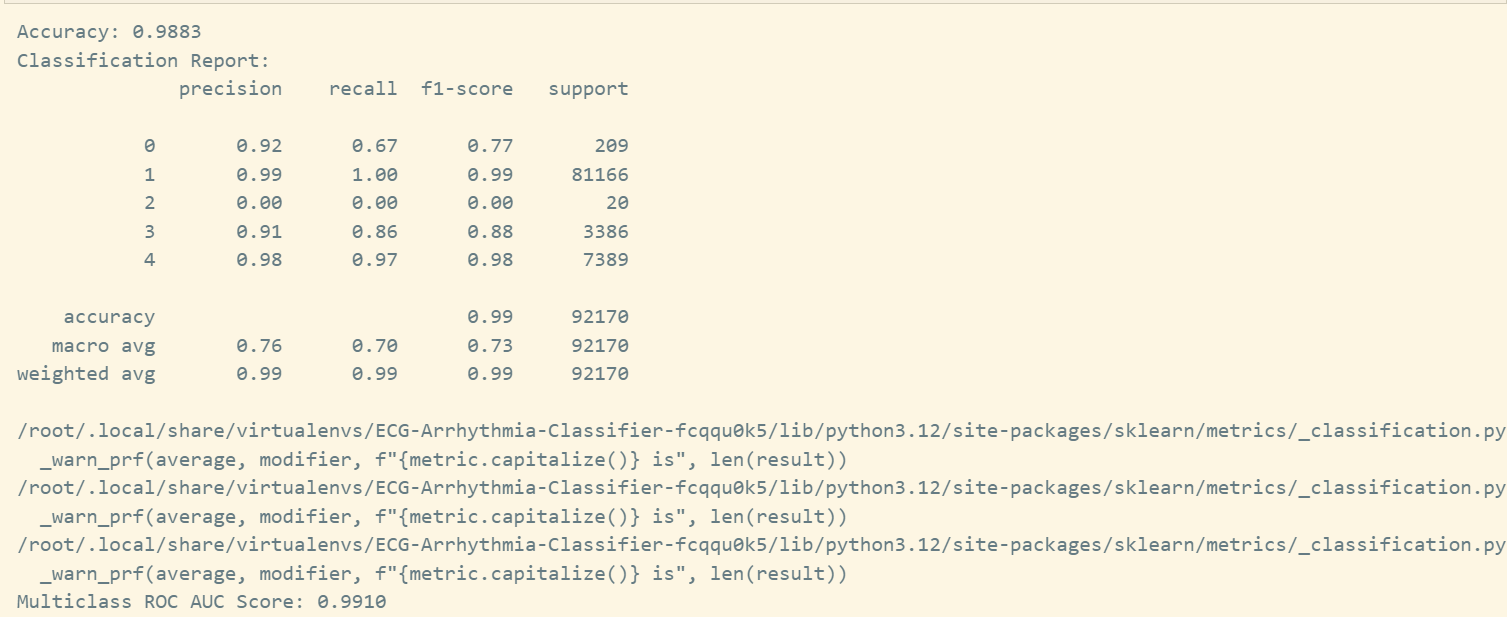 Accuracy: 0.9883
Classification Report:
              precision    recall  f1-score   support

           0       0.92      0.67      0.77       209
           1       0.99      1.00      0.99     81166
           2       0.00      0.00      0.00        20
           3       0.91      0.86      0.88      3386
           4       0.98      0.97      0.98      7389

    accuracy                           0.99     92170
   macro avg       0.76      0.70      0.73     92170
weighted avg       0.99      0.99      0.99     92170

/root/.local/share/virtualenvs/ECG-Arrhythmia-Classifier-fcqqu0k5/lib/python3.12/site-packages/sklearn/metrics/_classification.py
  _warn_prf(average, modifier, f"{metric.capitalize()} is", len(result))
/root/.local/share/virtualenvs/ECG-Arrhythmia-Classifier-fcqqu0k5/lib/python3.12/site-packages/sklearn/metrics/_classification.py
  _warn_prf(average, modifier, f"{metric.capitalize()} is", len(result))
/root/.local/share/virtualenvs/ECG-Arrhythmia-Classifier-fcqqu0k5/lib/python3.12/site-packages/sklearn/metrics/_classification.py
  _warn_prf(average, modifier, f"{metric.capitalize()} is", len(result))
Multiclass ROC AUC Score: 0.9910